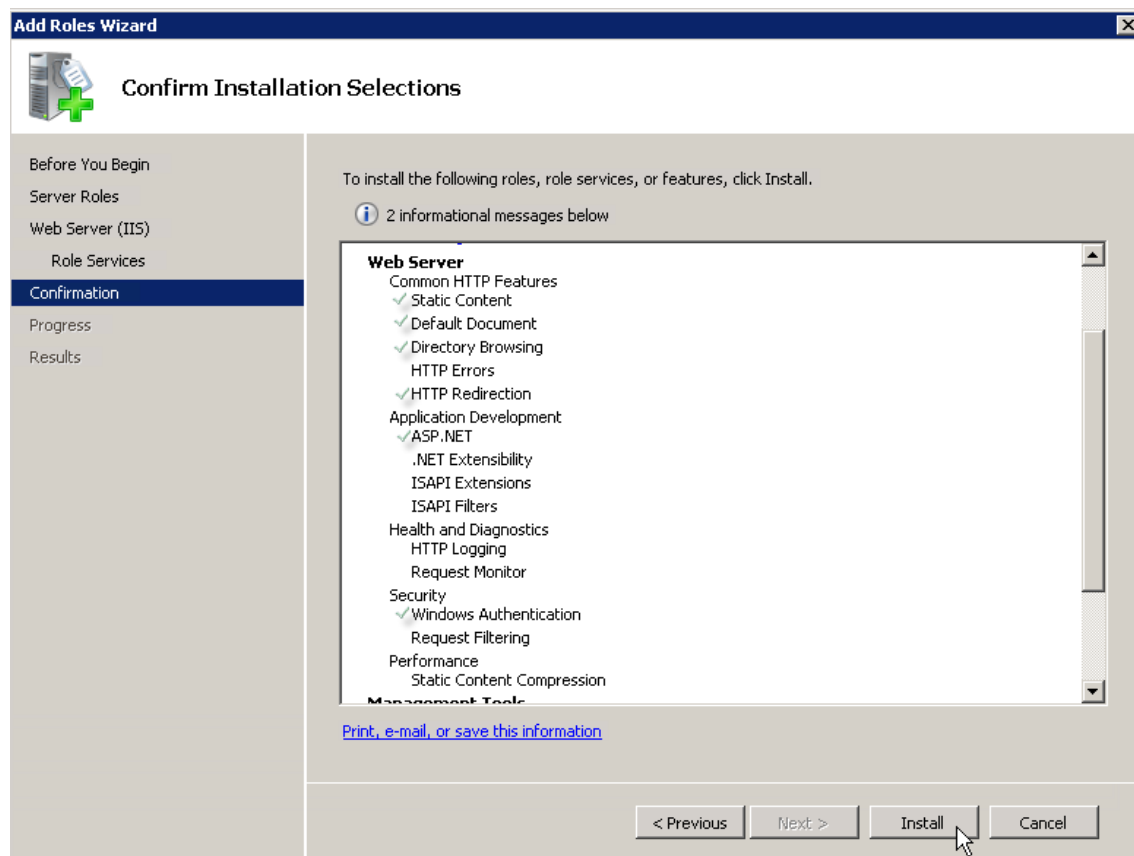 Add Roles Wizard
Confirm Installation Selections
Before You Begin
Server Roles
Web Server (IIS)
Role Services
Confirmation
Progress
Results
To install the following roles, role services, or features, click Install.
2 informational messages below
Web Server
Common HTTP Features
Static Content
Default Document
Directory Browsing
HTTP Errors
HTTP Redirection
Application Development
ASP.NET
.NET Extensibility
ISAPI Extensions
ISAPI Filters
Health and Diagnostics
HTTP Logging
Request Monitor
Security
Windows Authentication
Request Filtering
Performance
Static Content Compression
Management Tools
Print, e-mail, or save this information
< Previous
Next >
Install
Cancel